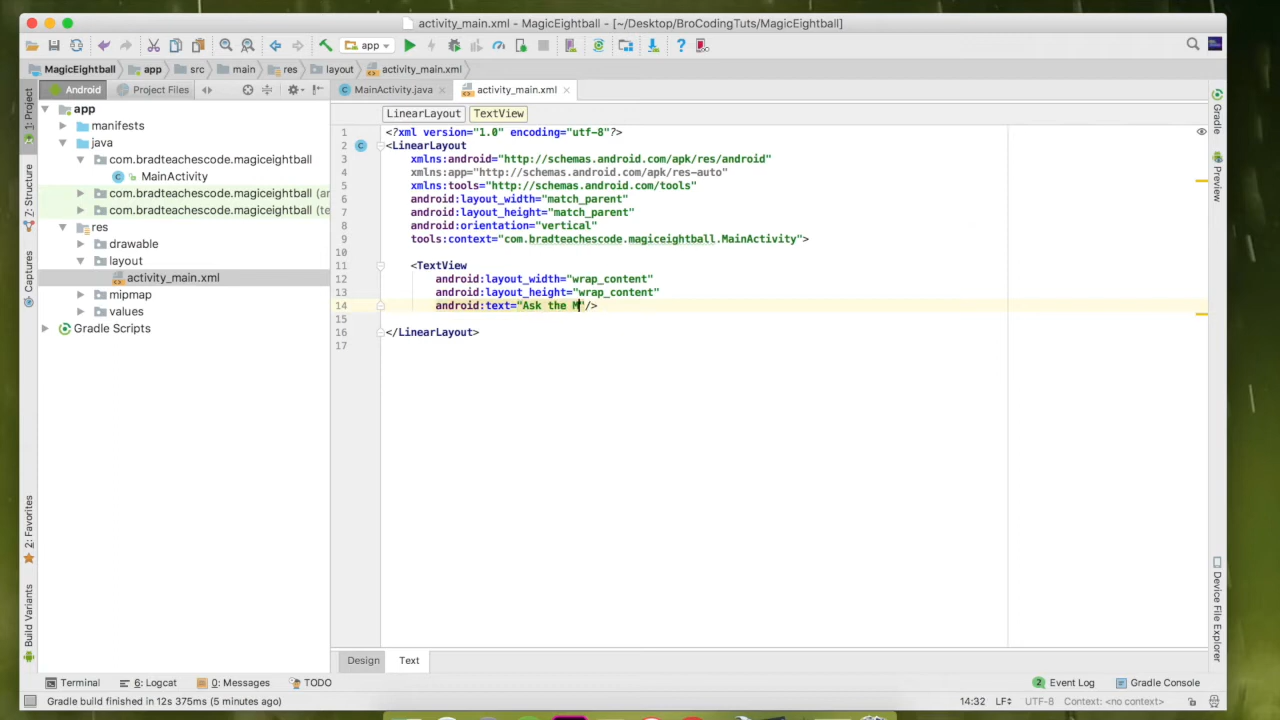 activity_main.xml - MagicEightball - [~/Desktop/BroCodingTuts/MagicEightball]
app
MagicEightball app src main res layout activity_main.xml
Android Project Files MainActivity.java activity_main.xml
LinearLayout TextView
1: Project
7: Structure
Captures
2: Favorites
Build Variants
app
manifests
java
com.bradteachescode.magiceightball
MainActivity
com.bradteachescode.magiceightball (an
com.bradteachescode.magiceightball (te
res
drawable
layout
activity_main.xml
mipmap
values
Gradle Scripts
1 <?xml version="1.0" encoding="utf-8"?>
2 <LinearLayout
3 xmlns:android="http://schemas.android.com/apk/res/android"
4 xmlns:app="http://schemas.android.com/apk/res-auto"
5 xmlns:tools="http://schemas.android.com/tools"
6 android:layout_width="match_parent"
7 android:layout_height="match_parent"
8 android:orientation="vertical"
9 tools:context="com.bradteachescode.magiceightball.MainActivity">
10
11 <TextView
12 android:layout_width="wrap_content"
13 android:layout_height="wrap_content"
14 android:text="Ask the M"/>
15
16 </LinearLayout>
17
Gradle
Preview
Device File Explorer
Design Text
Terminal 6: Logcat 0: Messages TODO 2 Event Log Gradle Console
Gradle build finished in 12s 375ms (5 minutes ago) 14:32 LF UTF-8 Context: <no context>